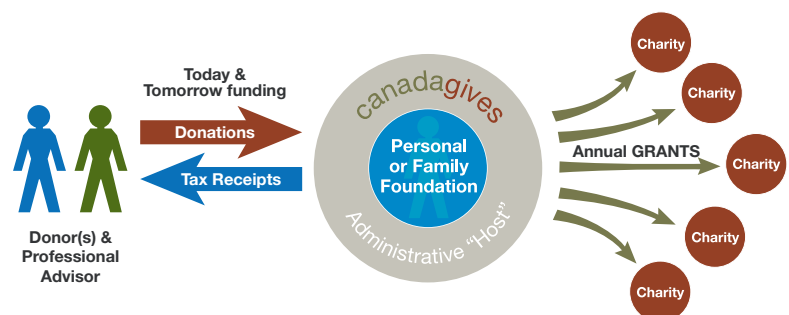 Today &
Tomorrow funding
Donations
Tax Receipts
Donor(s) &
Professional
Advisor
canadagives
Personal
or Family
Foundation
Administrative “Host”
Annual GRANTS
Charity
Charity
Charity
Charity
Charity